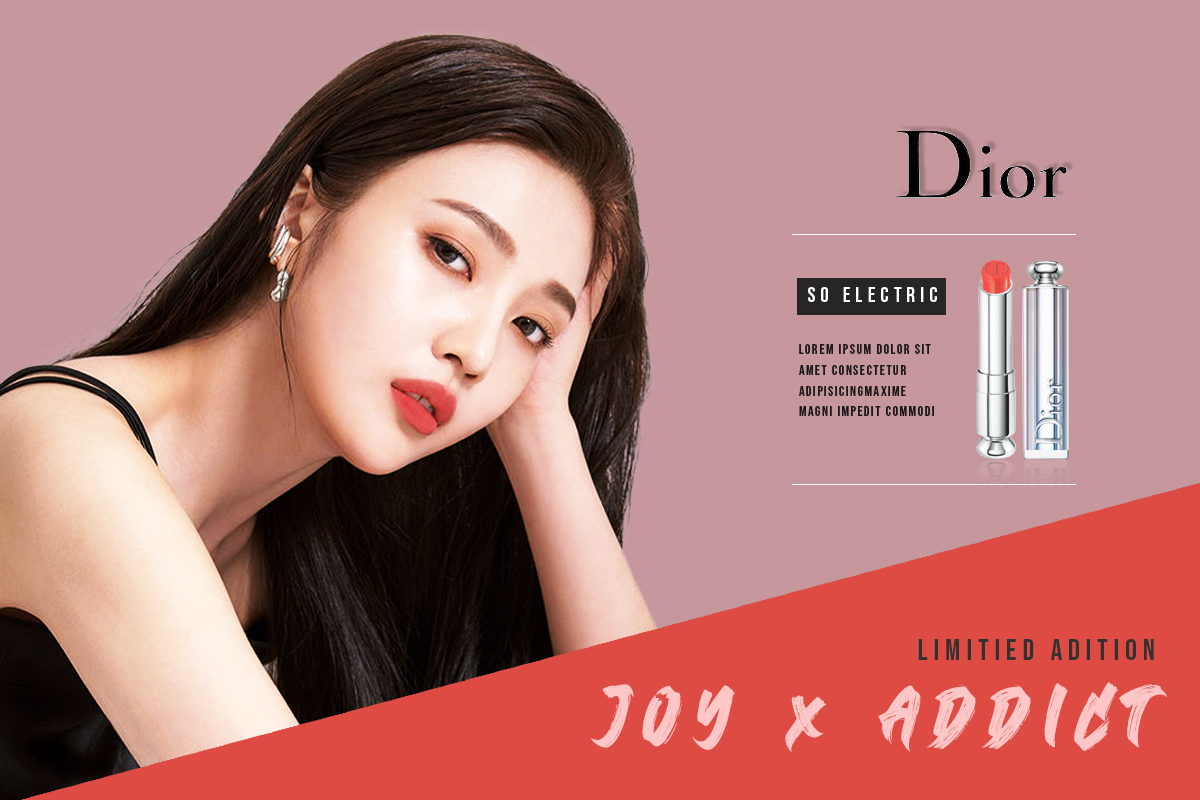 Dior
SO ELECTRIC
LOREM IPSUM DOLOR SIT
AMET CONSECTETUR
ADIPISICINGMAXIME
MAGNI IMPEDIT COMMODI
Dior
LIMITIED ADITION
JOY x ADDICT